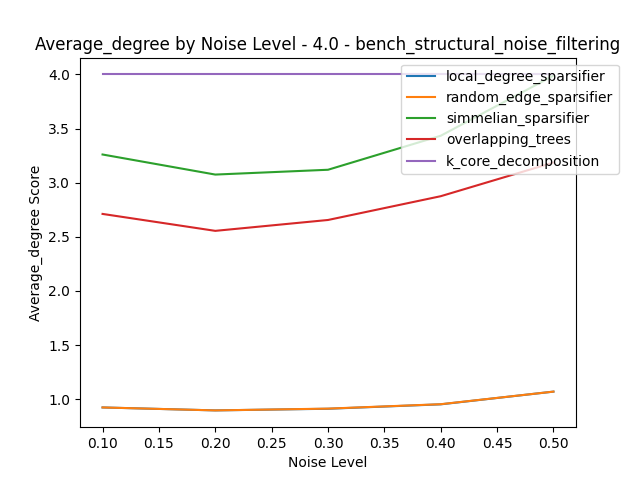 Average_degree by Noise Level - 4.0 - bench_structural_noise_filtering
local_degree_sparsifier
random_edge_sparsifier
simmelian_sparsifier
overlapping_trees
k_core_decomposition
Average_degree Score
4.0
3.5
3.0
2.5
2.0
1.5
1.0
0.10 0.15 0.20 0.25 0.30 0.35 0.40 0.45 0.50
Noise Level